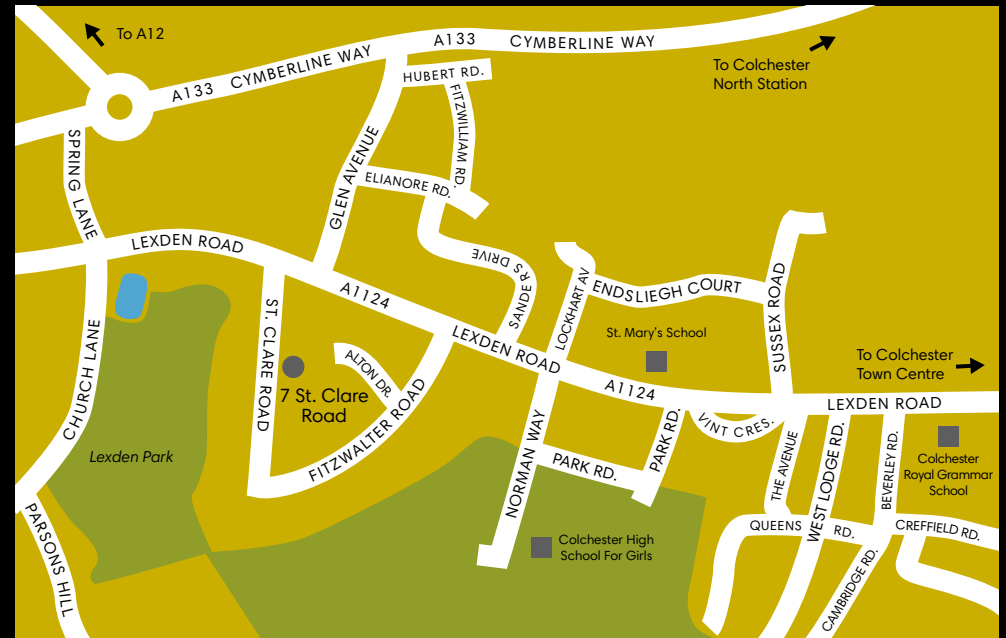 To A12
A133 CYMBERLINE WAY
A133 CYMBERLINE WAY
To Colchester
North Station
HUBERT RD.
FITZWILLIAM RD.
SPRING LANE
GLEN AVENUE
ELIANORE RD.
LEXDEN ROAD
SANDERS DRIVE
A1124
LOCKHART AV
ENDSLIEGH COURT
SUSSEX ROAD
ST. CLARE ROAD
LEXDEN ROAD
St. Mary's School
To Colchester
Town Centre
CHURCH LANE
ALTON DR.
7 St. Clare
Road
A1124
LEXDEN ROAD
FITZWALTER ROAD
VINT CRES.
Lexden Park
NORMAN WAY
PARK RD.
PARK RD.
THE AVENUE
WEST LODGE RD.
BEVERLEY RD.
Colchester
Royal Grammar
School
PARSONS HILL
Colchester High
School For Girls
QUEENS RD.
CREFFIELD RD.
CAMBRIDGE RD.